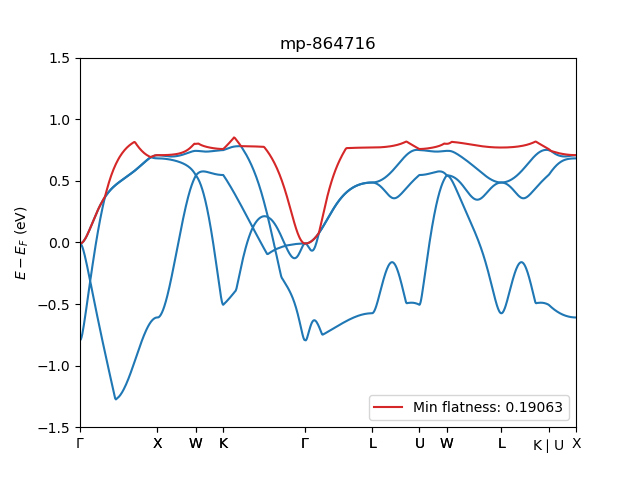 mp-864716
E − E_F (eV)
1.5
1.0
0.5
0.0
−0.5
−1.0
−1.5
Min flatness: 0.19063
Γ X W K Γ L U W L K | U X